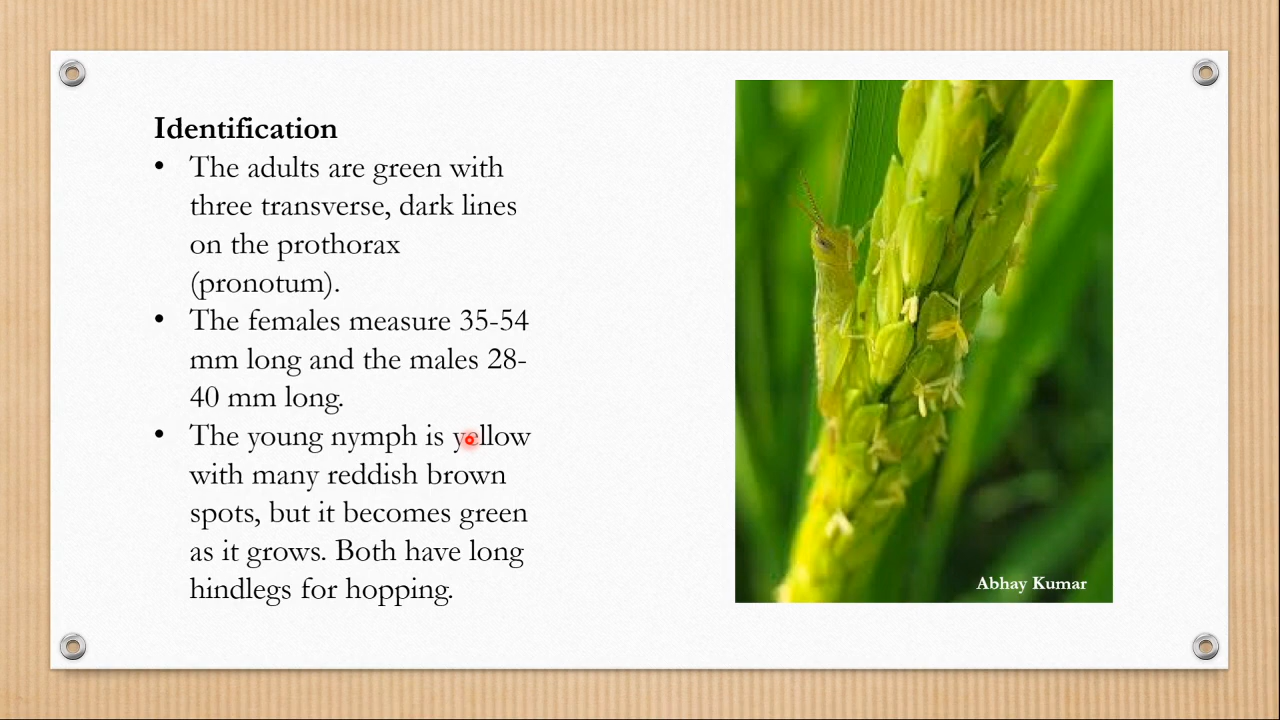 Identification
• The adults are green with
three transverse, dark lines
on the prothorax
(pronotum).
• The females measure 35-54
mm long and the males 28-
40 mm long.
• The young nymph is yellow
with many reddish brown
spots, but it becomes green
as it grows. Both have long
hindlegs for hopping.
Abhay Kumar